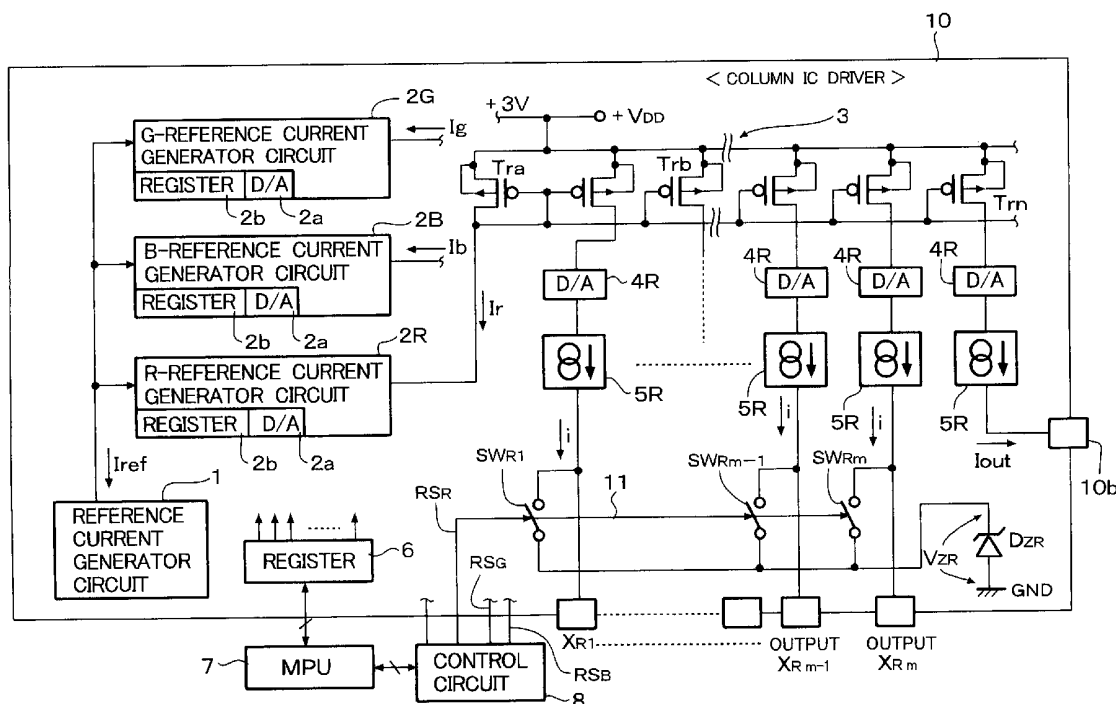 10
< COLUMN IC DRIVER >
2G
+3V
+VDD
3
Ig
G-REFERENCE CURRENT
GENERATOR CIRCUIT
REGISTER D/A
Tra
Trb
Trn
2b 2a 2B
Ib
B-REFERENCE CURRENT
GENERATOR CIRCUIT
REGISTER D/A
D/A 4R
4R D/A
4R D/A
4R D/A
Ir
2b 2a 2R
R-REFERENCE CURRENT
GENERATOR CIRCUIT
REGISTER D/A
5R
5R
5R
5R
2b 2a
i
i
i
Iout
10b
Iref
1
SWR1
SWRm-1
SWRm
11
RSR
REFERENCE
CURRENT
GENERATOR
CIRCUIT
REGISTER
6
RSG
VZR
DZR
GND
XR1
OUTPUT
XRm-1
OUTPUT
XRm
7
MPU
CONTROL
CIRCUIT
RSB
8